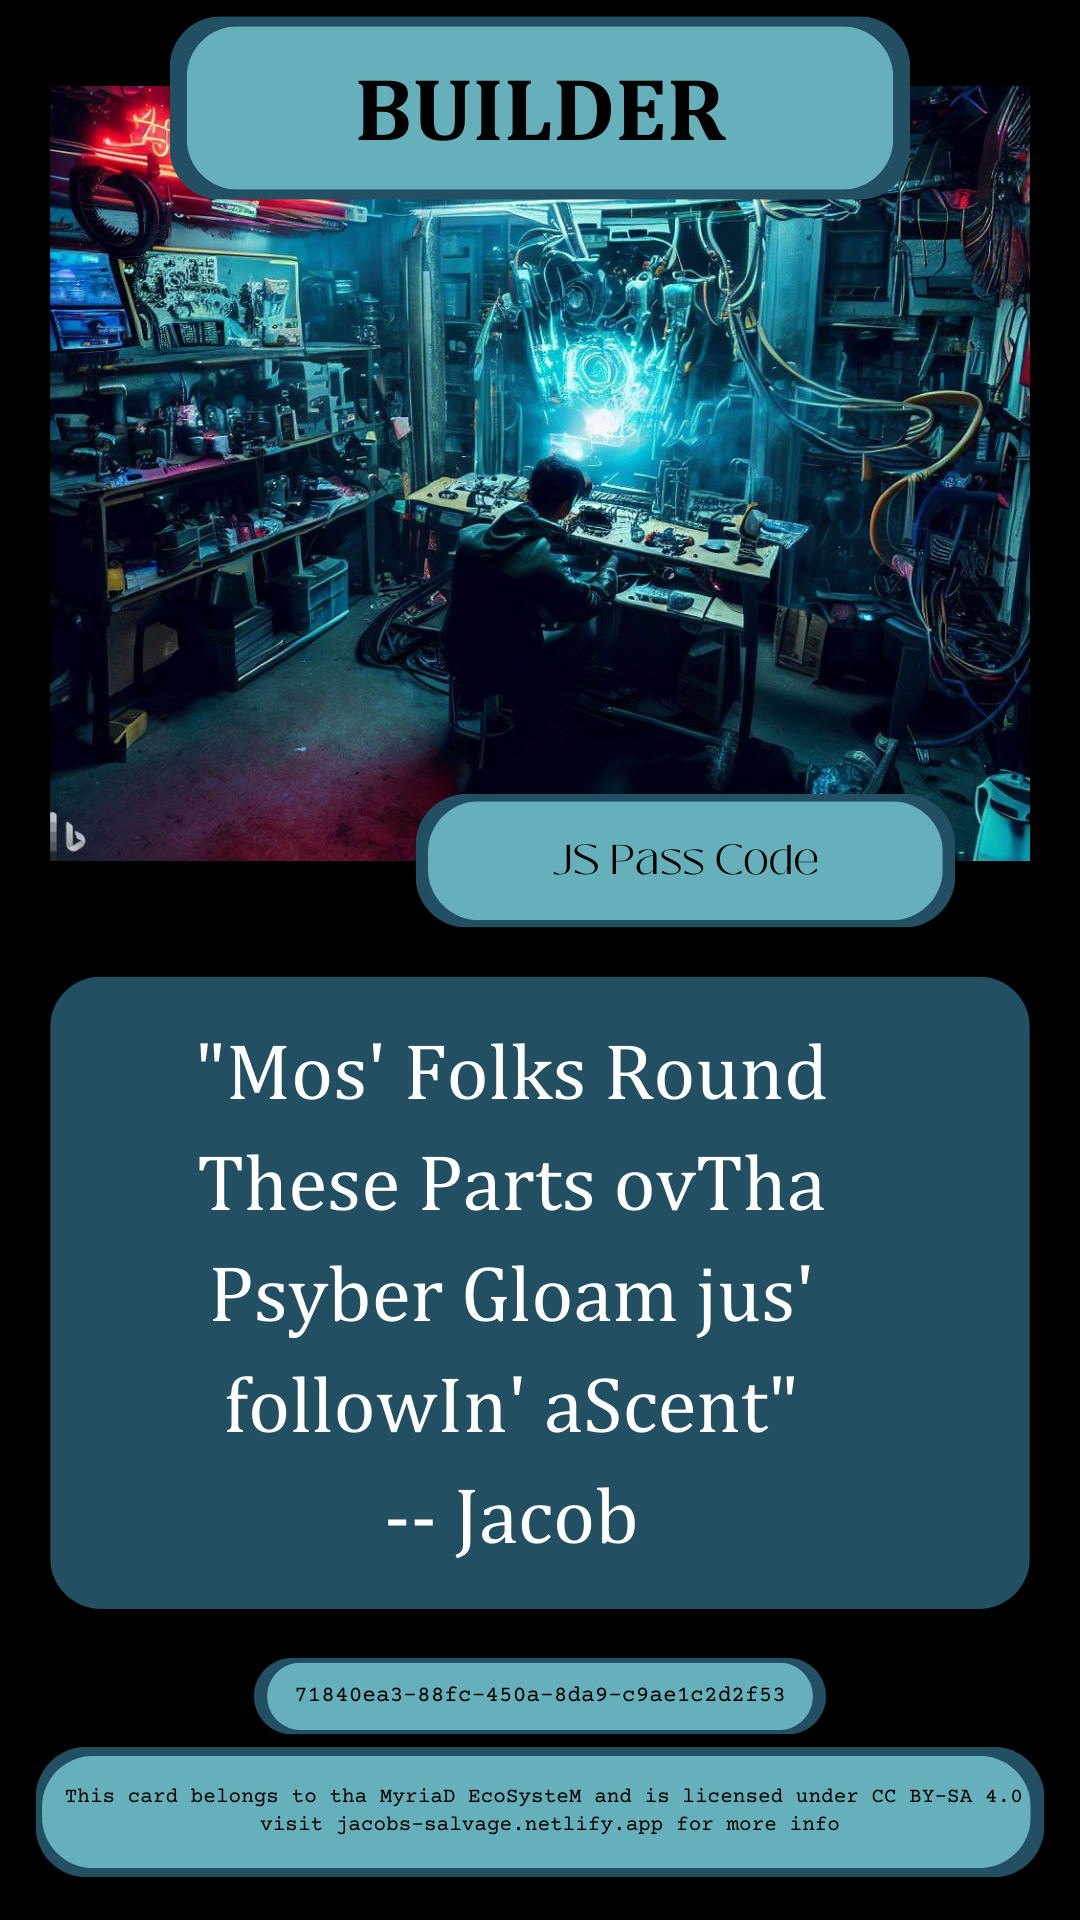 BUILDER
JS Pass Code
"Mos' Folks Round
These Parts ovTha
Psyber Gloam jus'
followIn' aScent"
-- Jacob
71840ea3-88fc-450a-8da9-c9ae1c2d2f53
This card belongs to tha MyriaD EcoSysteM and is licensed under CC BY-SA 4.0
visit jacobs-salvage.netlify.app for more info